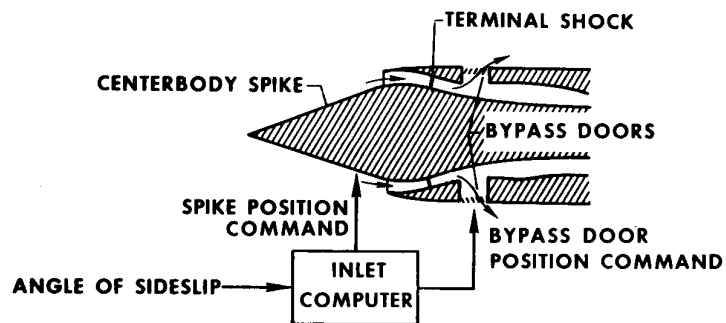 TERMINAL SHOCK
CENTERBODY SPIKE
BYPASS DOORS
SPIKE POSITION
COMMAND
BYPASS DOOR
POSITION COMMAND
ANGLE OF SIDESLIP
INLET
COMPUTER